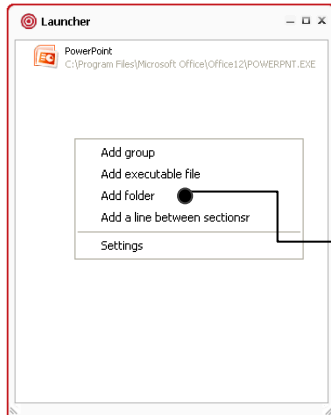 Launcher
PowerPoint
C:\Program Files\Microsoft Office\Office12\POWERPNT.EXE
Add group
Add executable file
Add folder
Add a line between sectionsr
Settings